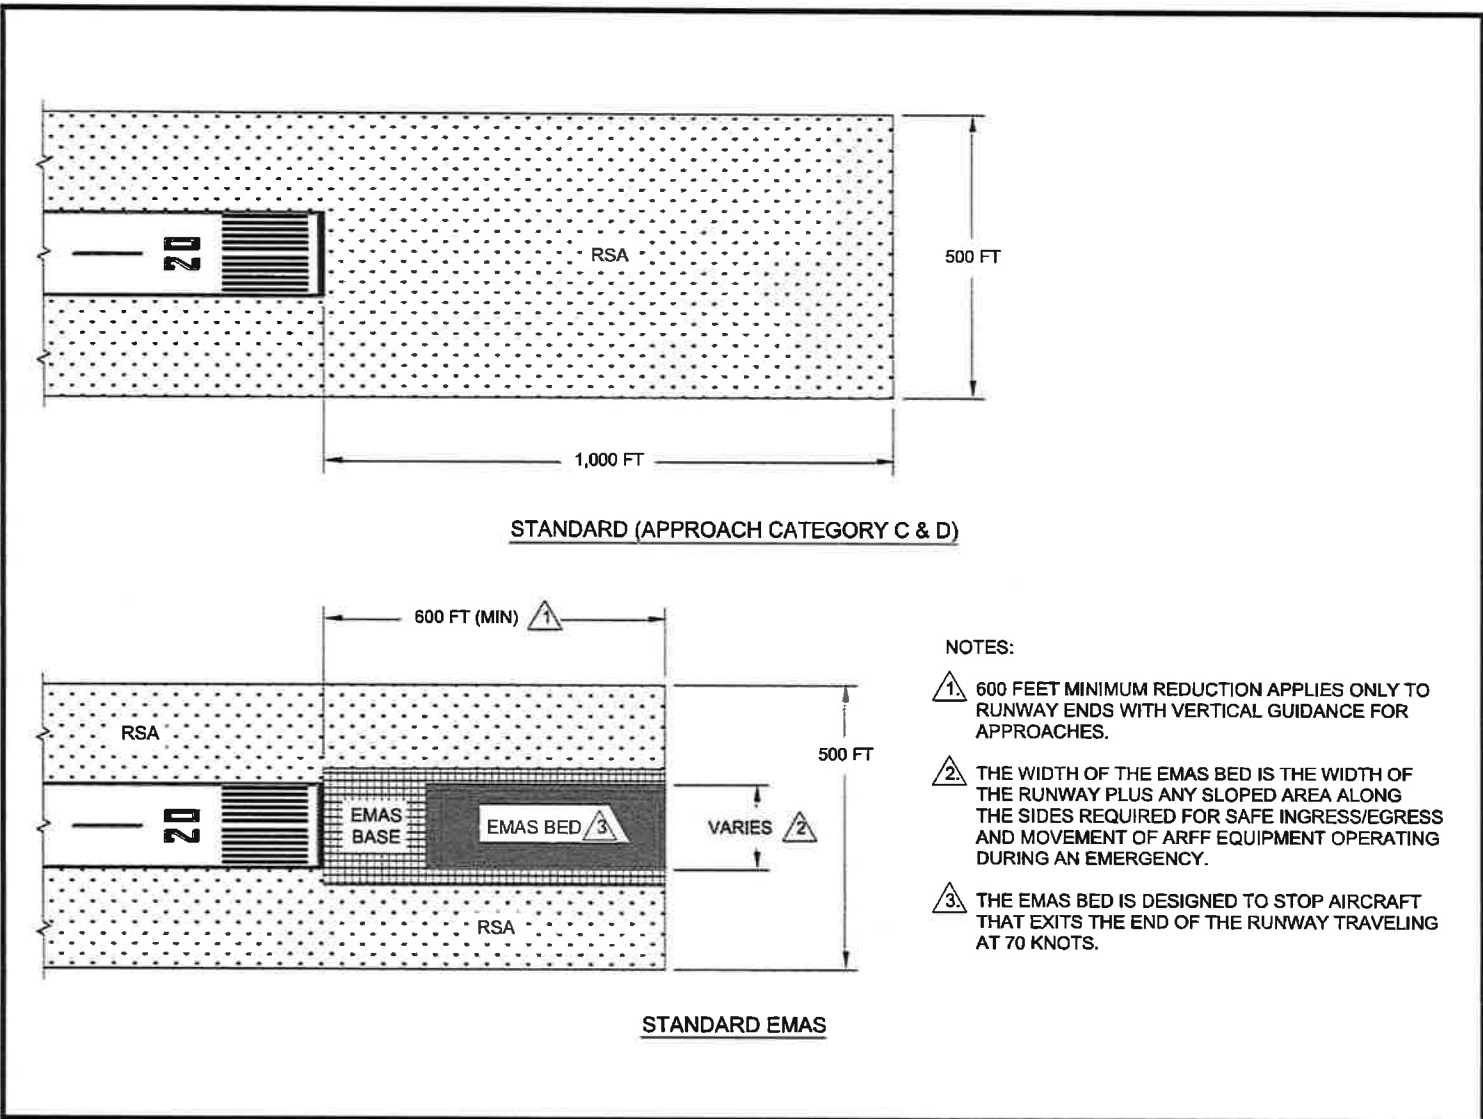 20
RSA
500 FT
1,000 FT
STANDARD (APPROACH CATEGORY C & D)
600 FT (MIN) 1
RSA
500 FT
20
EMAS
BASE
EMAS BED 3
VARIES 2
RSA
STANDARD EMAS
NOTES:
1. 600 FEET MINIMUM REDUCTION APPLIES ONLY TO
RUNWAY ENDS WITH VERTICAL GUIDANCE FOR
APPROACHES.
2. THE WIDTH OF THE EMAS BED IS THE WIDTH OF
THE RUNWAY PLUS ANY SLOPED AREA ALONG
THE SIDES REQUIRED FOR SAFE INGRESS/EGRESS
AND MOVEMENT OF ARFF EQUIPMENT OPERATING
DURING AN EMERGENCY.
3. THE EMAS BED IS DESIGNED TO STOP AIRCRAFT
THAT EXITS THE END OF THE RUNWAY TRAVELING
AT 70 KNOTS.